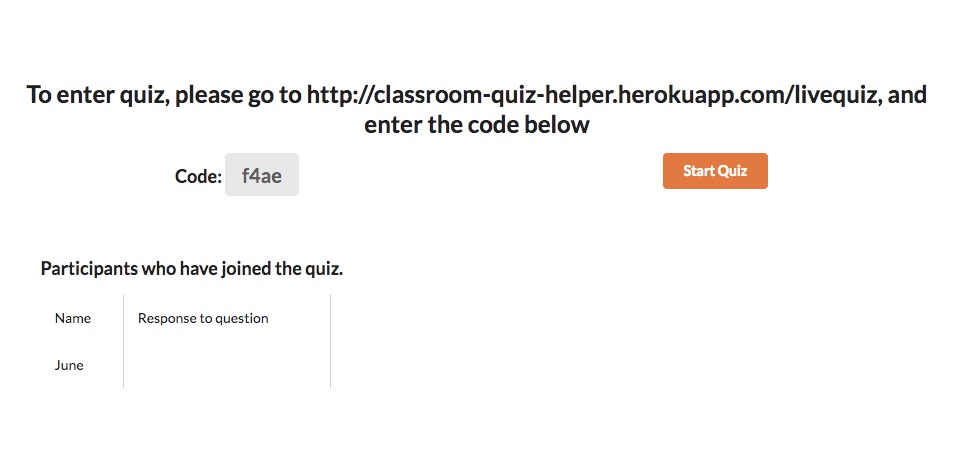 To enter quiz, please go to http://classroom-quiz-helper.herokuapp.com/livequiz, and
enter the code below
Code: f4ae
Start Quiz
Participants who have joined the quiz.
Name Response to question
June